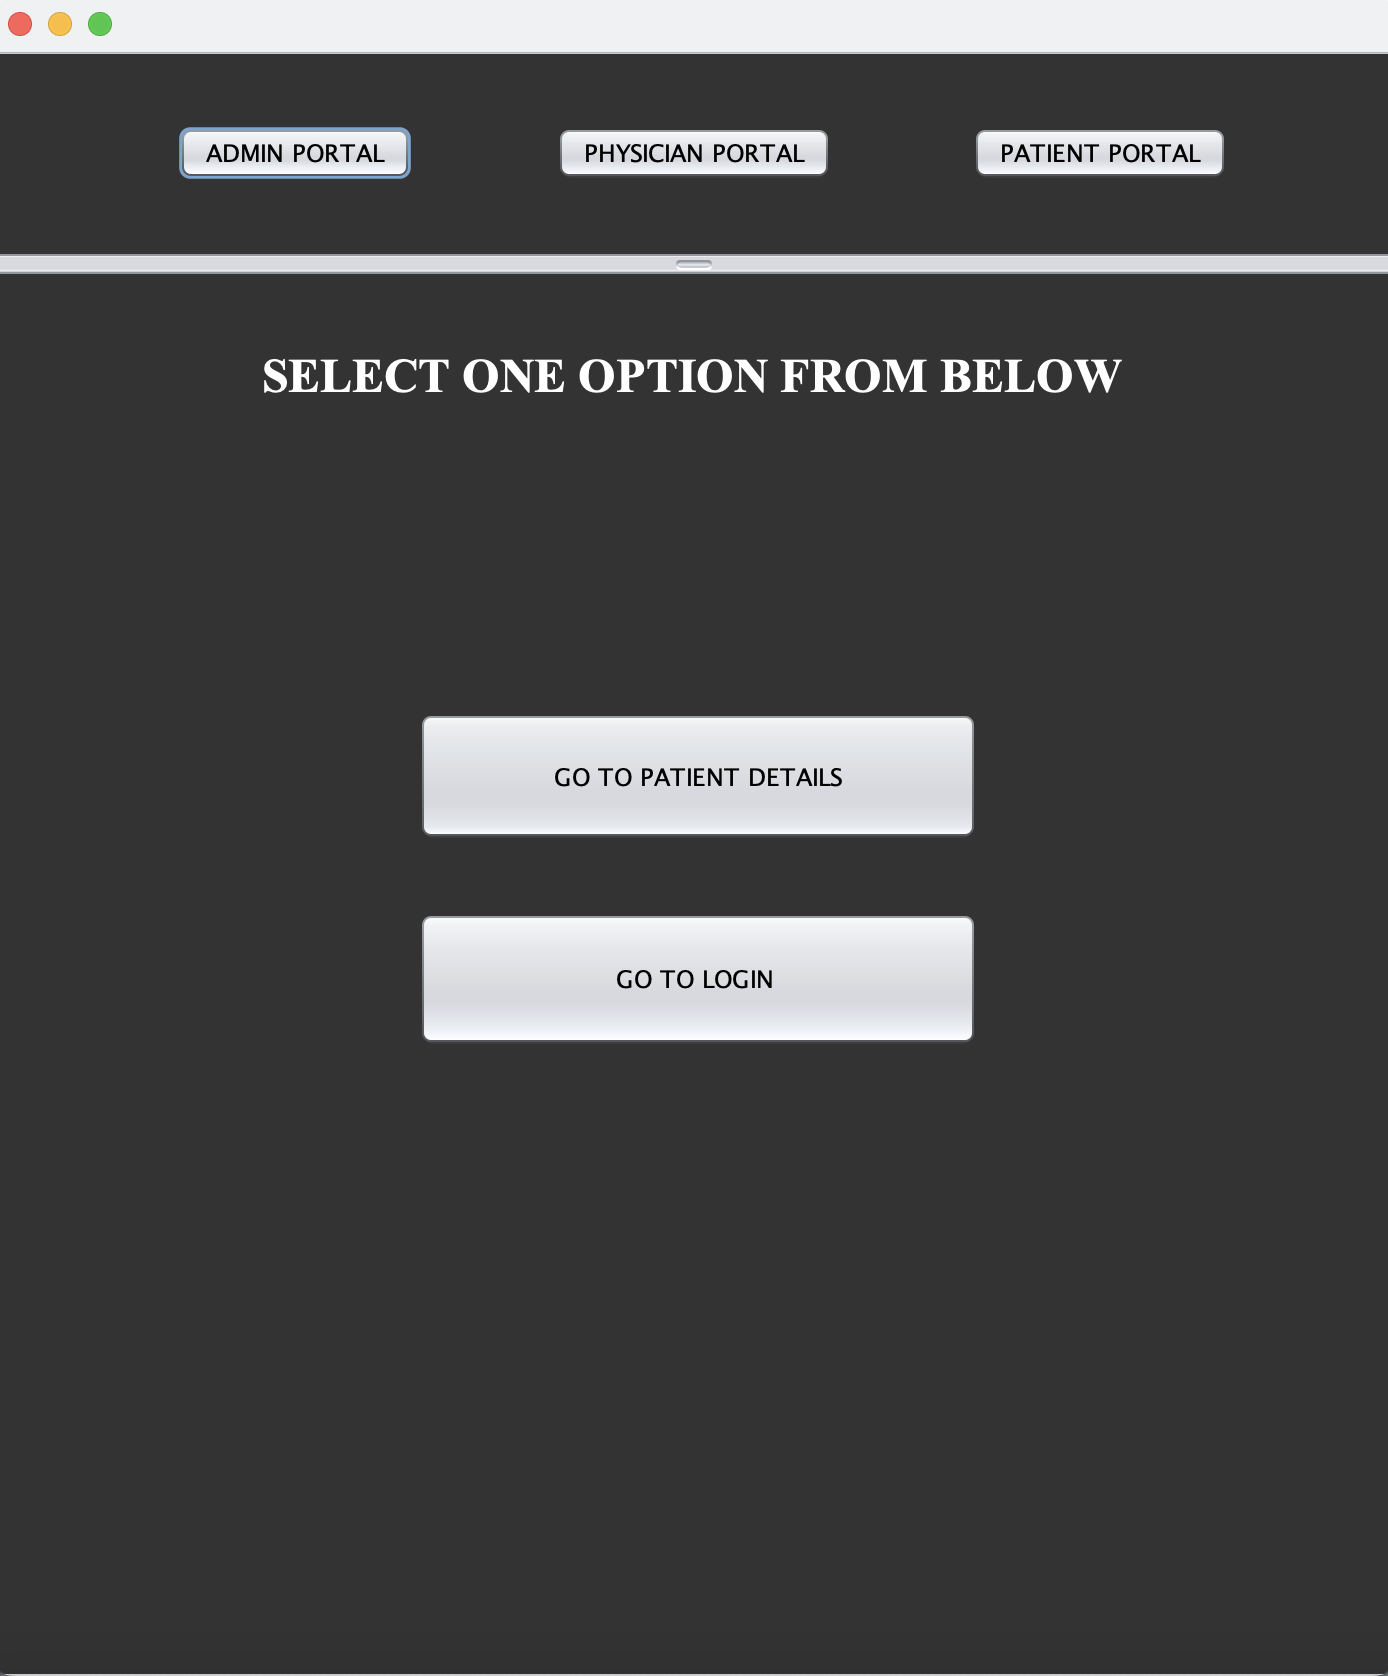 ADMIN PORTAL PHYSICIAN PORTAL PATIENT PORTAL
SELECT ONE OPTION FROM BELOW
GO TO PATIENT DETAILS
GO TO LOGIN